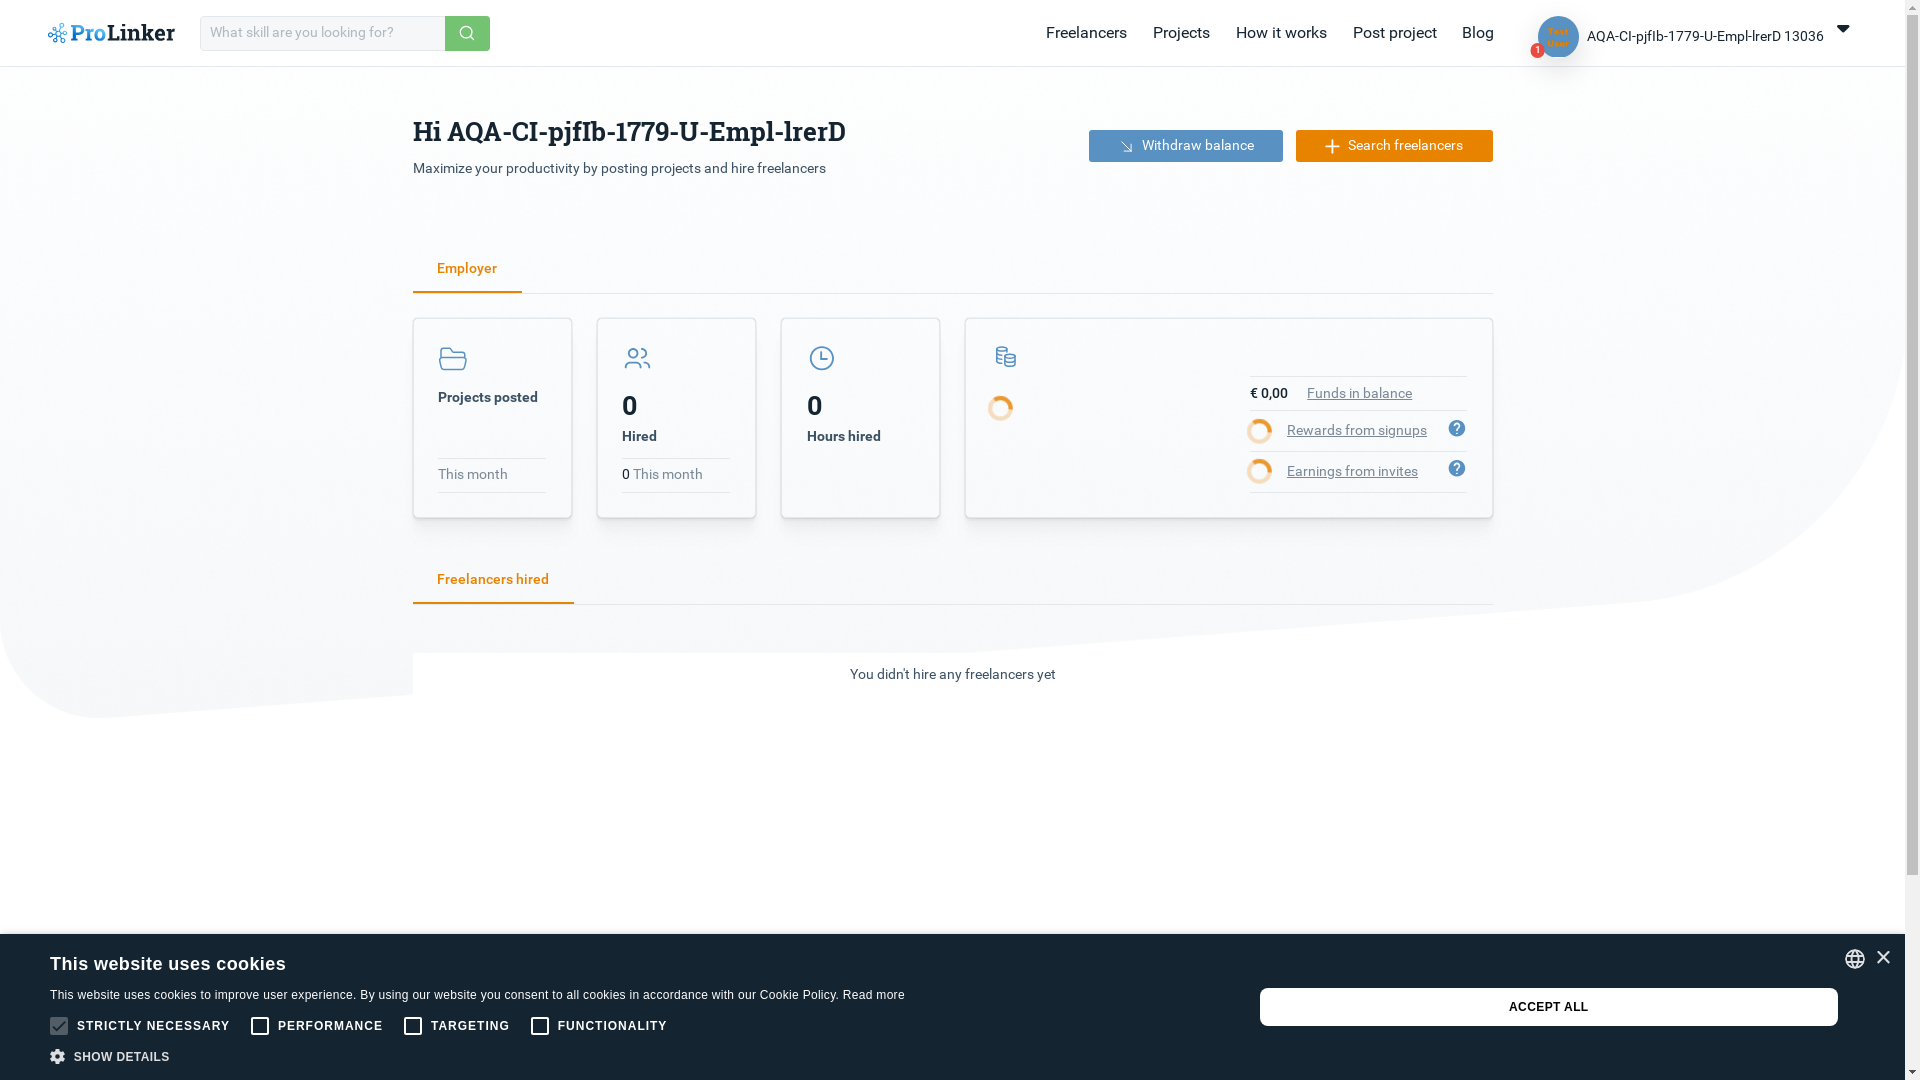 ProLinker
What skill are you looking for?
Freelancers Projects How it works Post project Blog
1
Test User
AQA-CI-pjfIb-1779-U-Empl-lrerD 13036
Hi AQA-CI-pjfIb-1779-U-Empl-lrerD
Maximize your productivity by posting projects and hire freelancers
Withdraw balance
Search freelancers
Employer
Projects posted
This month
0
Hired
0 This month
0
Hours hired
€ 0,00 Funds in balance
Rewards from signups ?
Earnings from invites ?
Freelancers hired
You didn't hire any freelancers yet
This website uses cookies
This website uses cookies to improve user experience. By using our website you consent to all cookies in accordance with our Cookie Policy. Read more
STRICTLY NECESSARY PERFORMANCE TARGETING FUNCTIONALITY
SHOW DETAILS
ACCEPT ALL
×